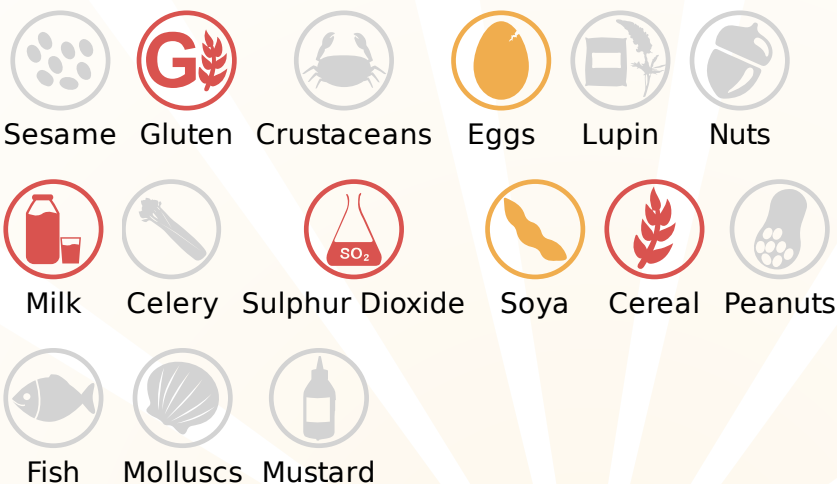 G
Sesame Gluten Crustaceans Eggs Lupin Nuts
SO₂
Milk Celery Sulphur Dioxide Soya Cereal Peanuts
Fish Molluscs Mustard